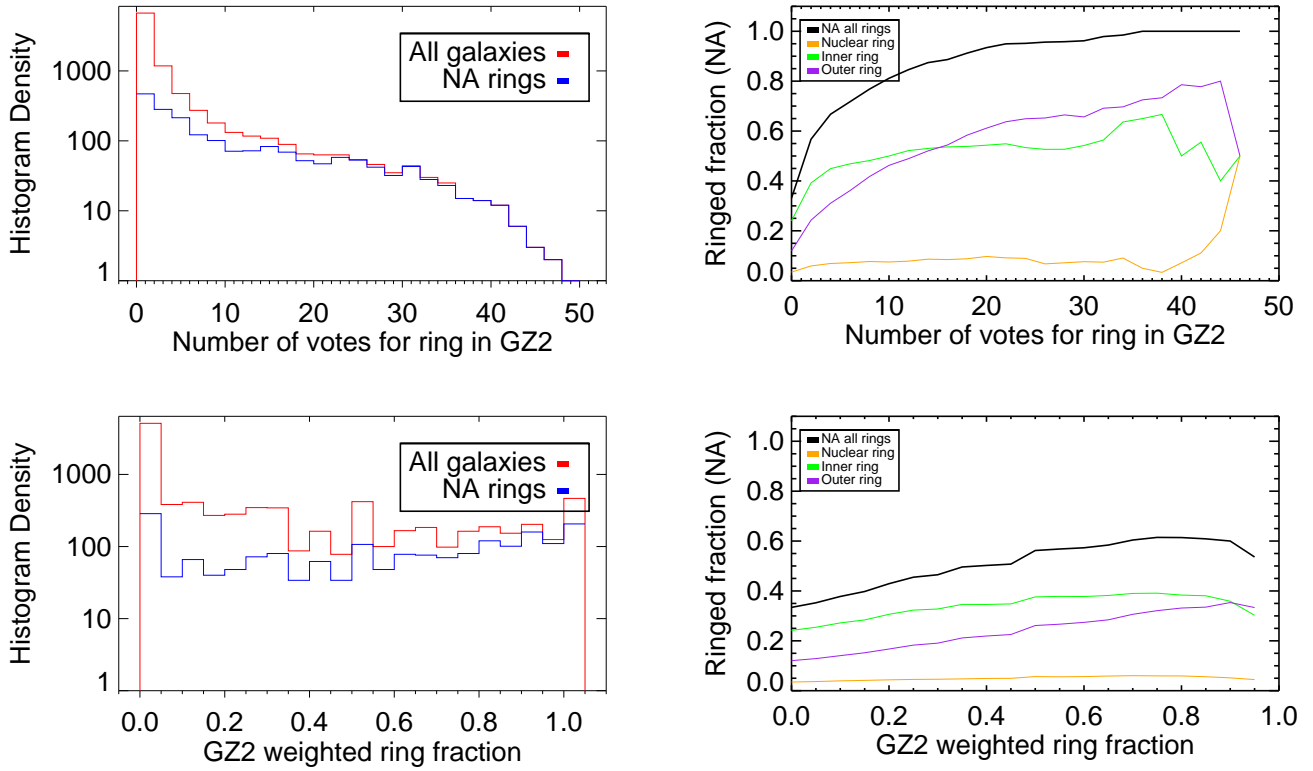 Histogram Density
1000
100
10
1
All galaxies
NA rings
0 10 20 30 40 50
Number of votes for ring in GZ2
Ringed fraction (NA)
1.0
0.8
0.6
0.4
0.2
0.0
NA all rings
Nuclear ring
Inner ring
Outer ring
0 10 20 30 40 50
Number of votes for ring in GZ2
Histogram Density
1000
100
10
1
All galaxies
NA rings
0.0 0.2 0.4 0.6 0.8 1.0
GZ2 weighted ring fraction
Ringed fraction (NA)
1.0
0.8
0.6
0.4
0.2
0.0
NA all rings
Nuclear ring
Inner ring
Outer ring
0.0 0.2 0.4 0.6 0.8 1.0
GZ2 weighted ring fraction